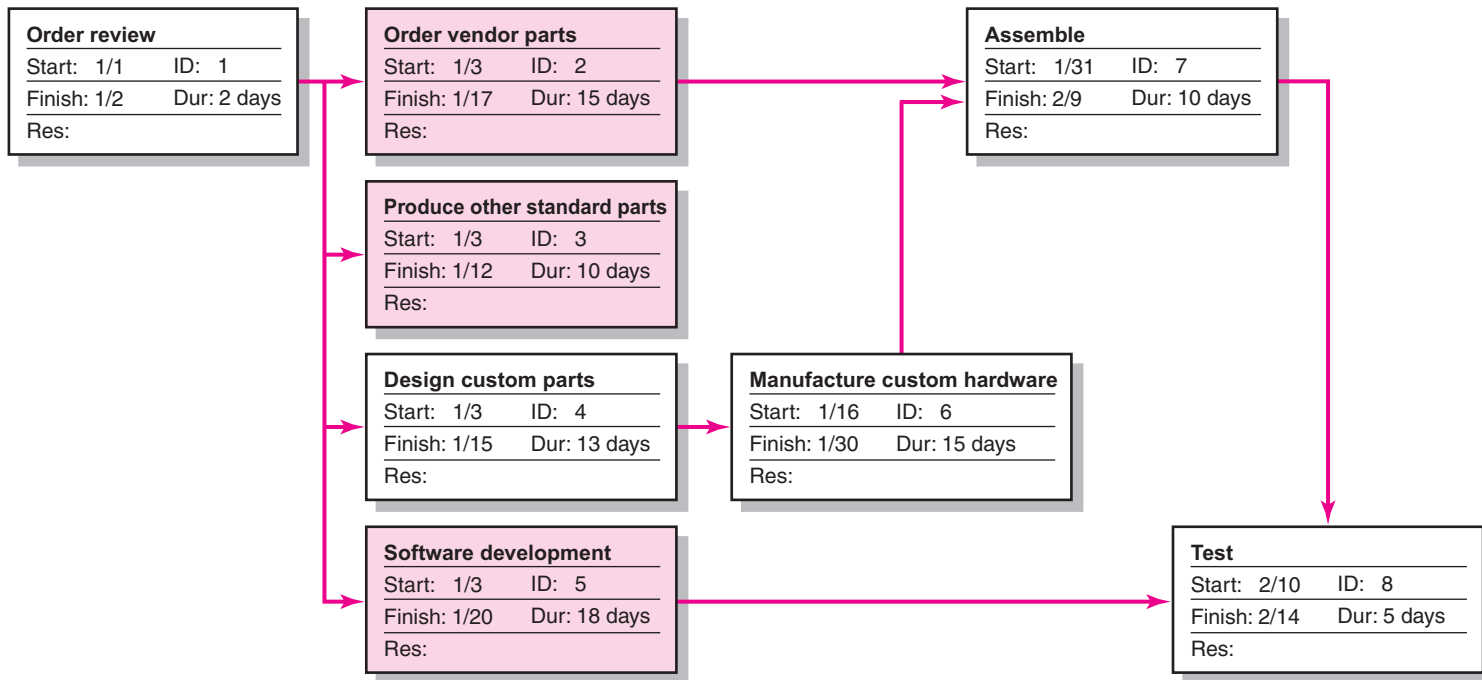 Order review
Start: 1/1 ID: 1
Finish: 1/2 Dur: 2 days
Res:
Order vendor parts
Start: 1/3 ID: 2
Finish: 1/17 Dur: 15 days
Res:
Assemble
Start: 1/31 ID: 7
Finish: 2/9 Dur: 10 days
Res:
Produce other standard parts
Start: 1/3 ID: 3
Finish: 1/12 Dur: 10 days
Res:
Design custom parts
Start: 1/3 ID: 4
Finish: 1/15 Dur: 13 days
Res:
Manufacture custom hardware
Start: 1/16 ID: 6
Finish: 1/30 Dur: 15 days
Res:
Software development
Start: 1/3 ID: 5
Finish: 1/20 Dur: 18 days
Res:
Test
Start: 2/10 ID: 8
Finish: 2/14 Dur: 5 days
Res: